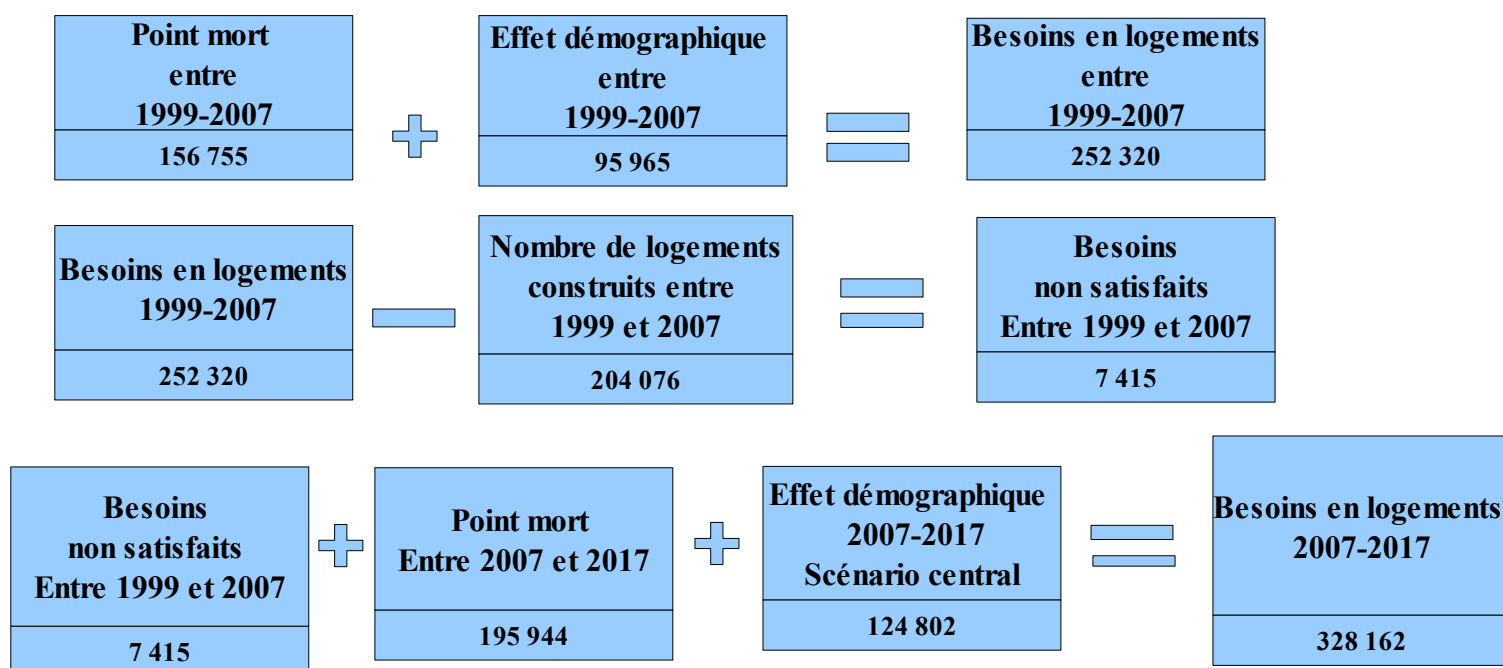 Point mort
entre
1999-2007
156 755
Effet démographique
entre
1999-2007
95 965
Besoins en logements
entre
1999-2007
252 320
Besoins en logements
1999-2007
252 320
Nombre de logements
construits entre
1999 et 2007
204 076
Besoins
non satisfaits
Entre 1999 et 2007
7 415
Besoins
non satisfaits
Entre 1999 et 2007
7 415
Point mort
Entre 2007 et 2017
195 944
Effet démographique
2007-2017
Scénario central
124 802
Besoins en logements
2007-2017
328 162